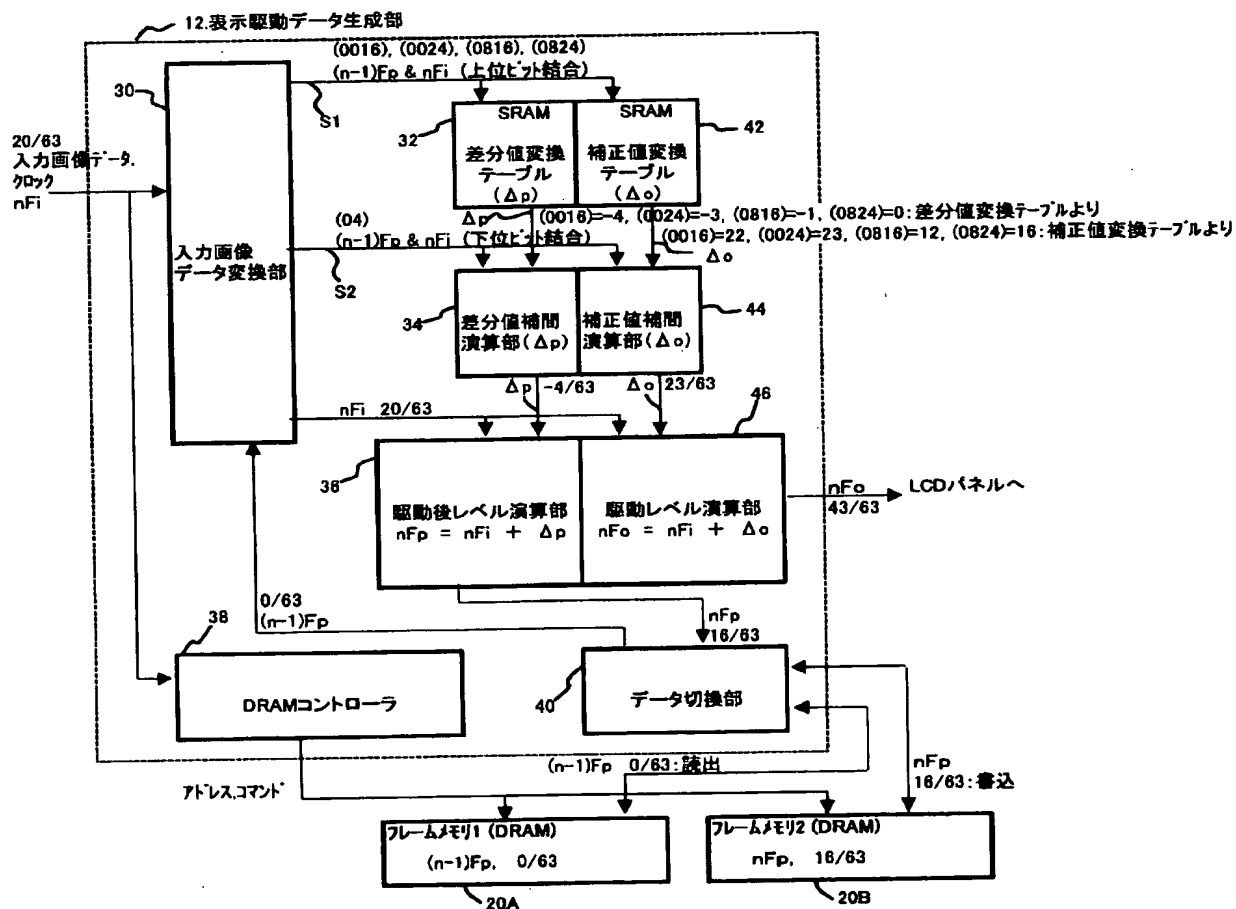 12.表示駆動データ生成部
(0016), (0024), (0816), (0824)
(n-1)Fp & nFi (上位ビット結合)
30
S1
20/63
入力画像データ,
クロック
nFi
32
SRAM
差分値変換
テーブル
(Δp)
SRAM
補正値変換
テーブル
(Δo)
42
Δp
(0016)=-4, (0024)=-3, (0816)=-1, (0824)=0:差分値変換テーブルより
(04)
(n-1)Fp & nFi (下位ビット結合)
(0016)=22, (0024)=23, (0816)=12, (0824)=16:補正値変換テーブルより
Δo
入力画像
データ変換部
S2
34
差分値補間
演算部(Δp)
補正値補間
演算部(Δo)
44
Δp -4/63
Δo 23/63
nFi 20/63
46
36
駆動後レベル演算部
nFp = nFi + Δp
駆動レベル演算部
nFo = nFi + Δo
nFo
43/63
LCDパネルへ
0/63
(n-1)Fp
nFp
16/63
38
DRAMコントローラ
40
データ切換部
(n-1)Fp 0/63:読出
nFp
16/63:書込
アドレス,コマンド
フレームメモリ1 (DRAM)
(n-1)Fp, 0/63
フレームメモリ2 (DRAM)
nFp, 16/63
20A
20B